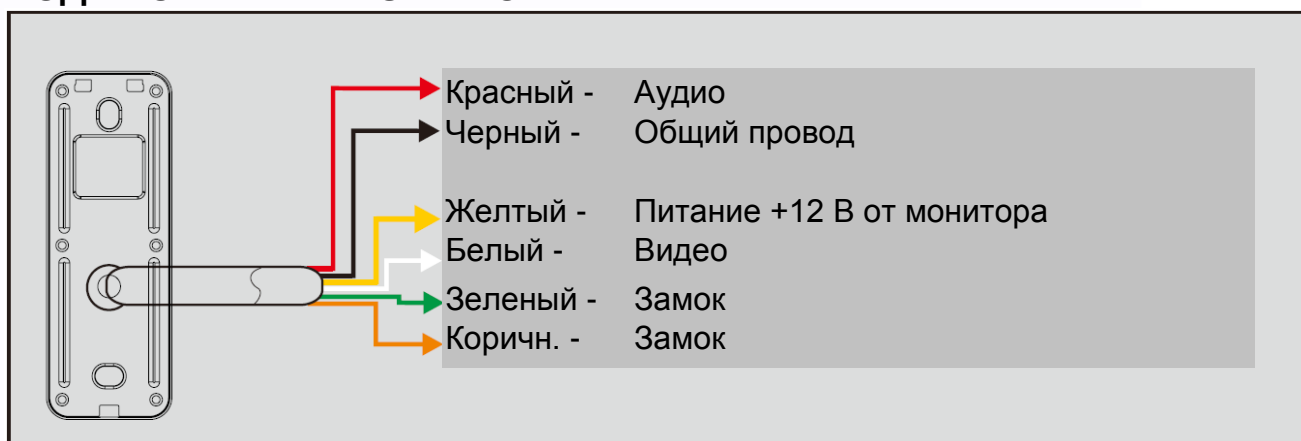 Красный - Аудио
Черный - Общий провод
Желтый - Питание +12 В от монитора
Белый - Видео
Зеленый - Замок
Коричн. - Замок